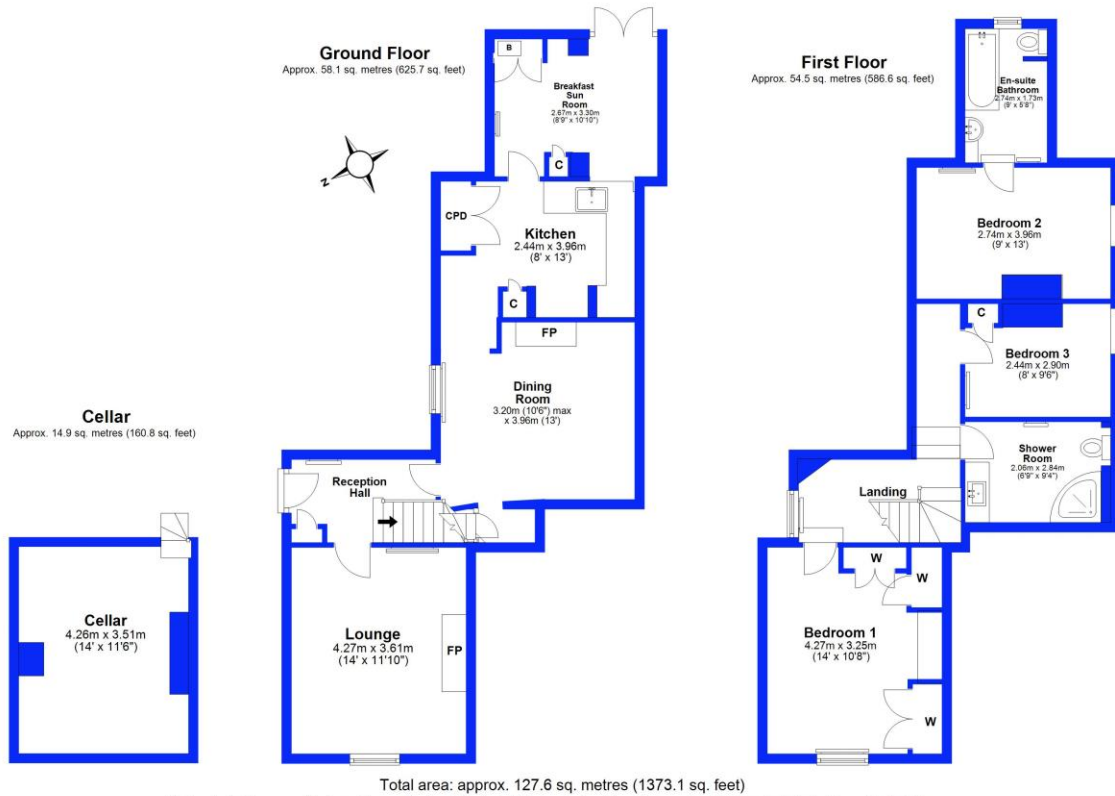 Ground Floor
Approx. 58.1 sq. metres (625.7 sq. feet)
B
Breakfast
Sun
Room
2.67m x 3.30m
(8'9" x 10'10")
C
N
CPD
Kitchen
2.44m x 3.96m
(8' x 13')
C
FP
Dining
Room
3.20m (10'6") max
x 3.96m (13')
Reception
Hall
Lounge
4.27m x 3.61m
(14' x 11'10")
FP
Cellar
Approx. 14.9 sq. metres (160.8 sq. feet)
Cellar
4.26m x 3.51m
(14' x 11'6")
First Floor
Approx. 54.5 sq. metres (586.6 sq. feet)
En-suite
Bathroom
2.74m x 1.73m
(9' x 5'8")
Bedroom 2
2.74m x 3.96m
(9' x 13')
C
Bedroom 3
2.44m x 2.90m
(8' x 9'6")
Shower
Room
2.06m x 2.84m
(6'9" x 9'4")
Landing
W
W
Bedroom 1
4.27m x 3.25m
(14' x 10'8")
W
Total area: approx. 127.6 sq. metres (1373.1 sq. feet)